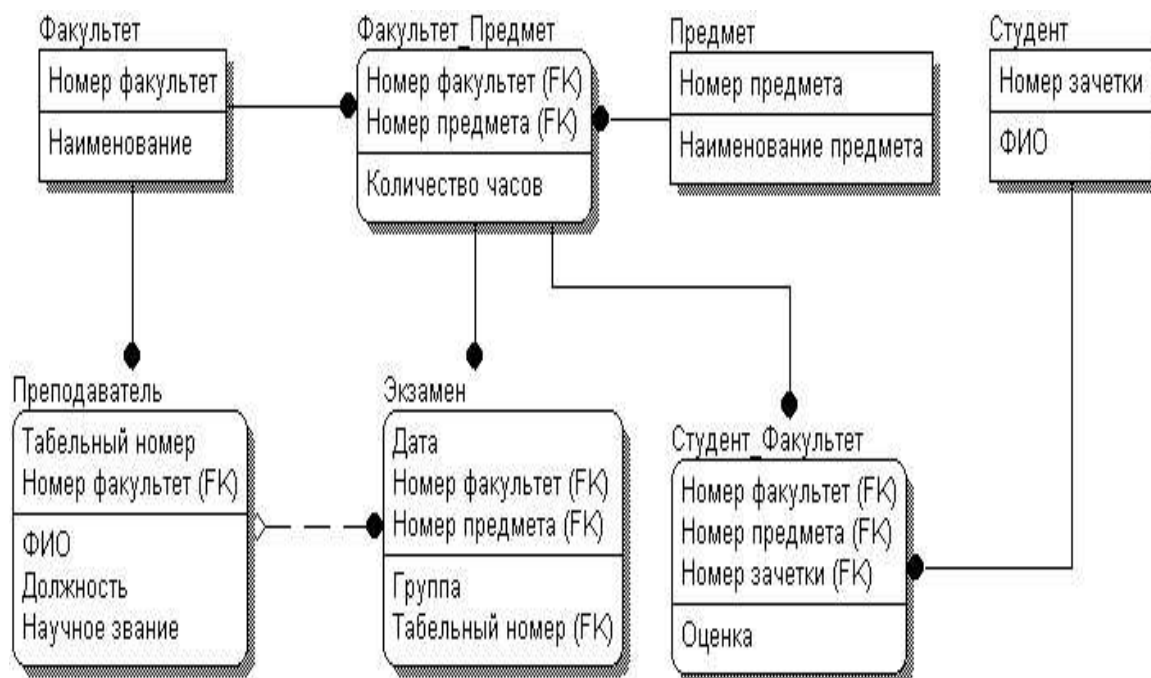 Факультет
Номер факультет
Наименование
Факультет_Предмет
Номер факультет (FK)
Номер предмета (FK)
Количество часов
Предмет
Номер предмета
Наименование предмета
Студент
Номер зачетки
ФИО
Преподаватель
Табельный номер
Номер факультет (FK)
ФИО
Должность
Научное звание
Экзамен
Дата
Номер факультет (FK)
Номер предмета (FK)
Группа
Табельный номер (FK)
Студент_Факультет
Номер факультет (FK)
Номер предмета (FK)
Номер зачетки (FK)
Оценка